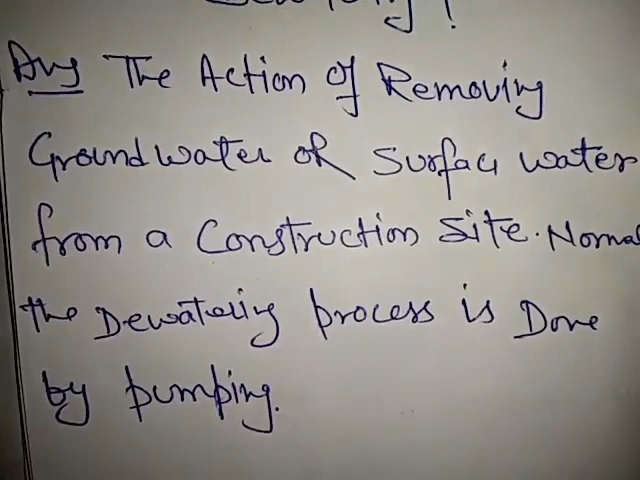 Ans The Action of Removing
Groundwater or Surface water
from a Construction Site. Normal
the Dewatering process is Done
by pumping.